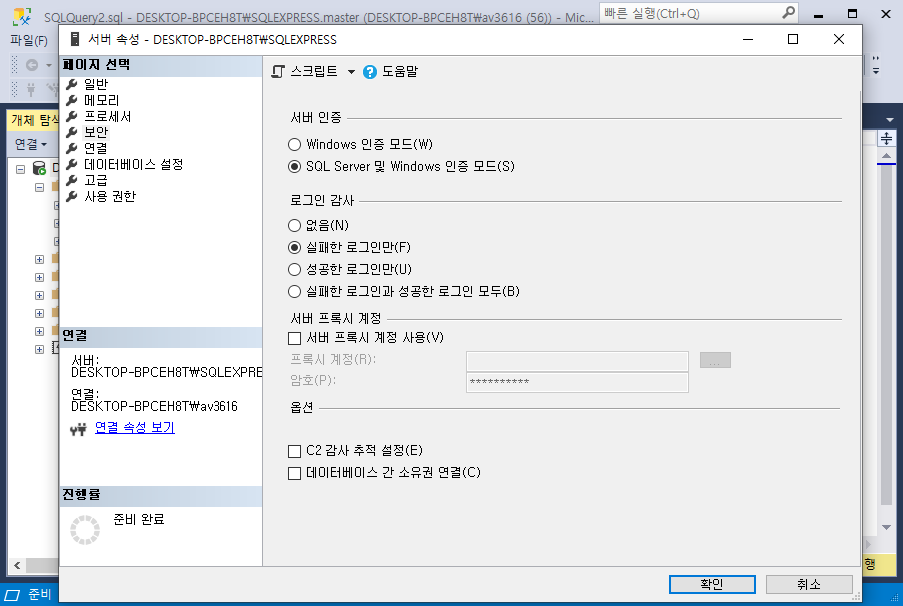 SQLQuery2.sql - DESKTOP-BPCEH8T\SQLEXPRESS.master (DESKTOP-BPCEH8T\av3616 (56)) - Mic...
빠른 실행(Ctrl+Q)
파일(F)
서버 속성 - DESKTOP-BPCEH8T₩SQLEXPRESS
페이지 선택
일반
메모리
프로세서
보안
연결
데이터베이스 설정
고급
사용 권한
스크립트
도움말
개체 탐색
연결
서버 인증
Windows 인증 모드(W)
SQL Server 및 Windows 인증 모드(S)
로그인 감사
없음(N)
실패한 로그인만(F)
성공한 로그인만(U)
실패한 로그인과 성공한 로그인 모두(B)
서버 프록시 계정
서버 프록시 계정 사용(V)
프록시 계정(R):
...
암호(P):
**********
옵션
C2 감사 추적 설정(E)
데이터베이스 간 소유권 연결(C)
연결
서버:
DESKTOP-BPCEH8T₩SQLEXPRE
연결:
DESKTOP-BPCEH8T₩av3616
연결 속성 보기
진행률
준비 완료
행
확인
취소
준비